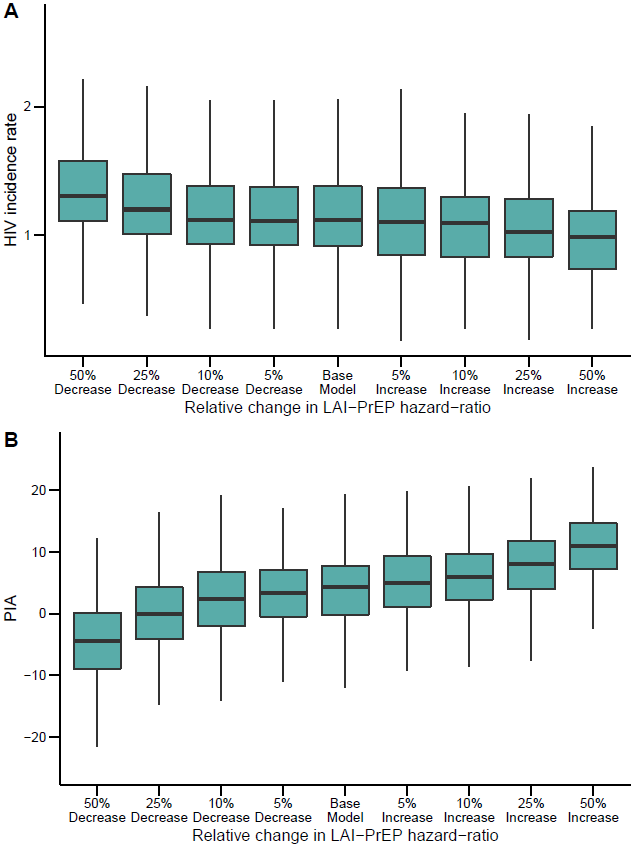 A
HIV incidence rate
2
1
50% 25% 10% 5% Base 5% 10% 25% 50%
Decrease Decrease Decrease Decrease Model Increase Increase Increase Increase
Relative change in LAI−PrEP hazard−ratio
B
PIA
20
10
0
−10
−20
50% 25% 10% 5% Base 5% 10% 25% 50%
Decrease Decrease Decrease Decrease Model Increase Increase Increase Increase
Relative change in LAI−PrEP hazard−ratio